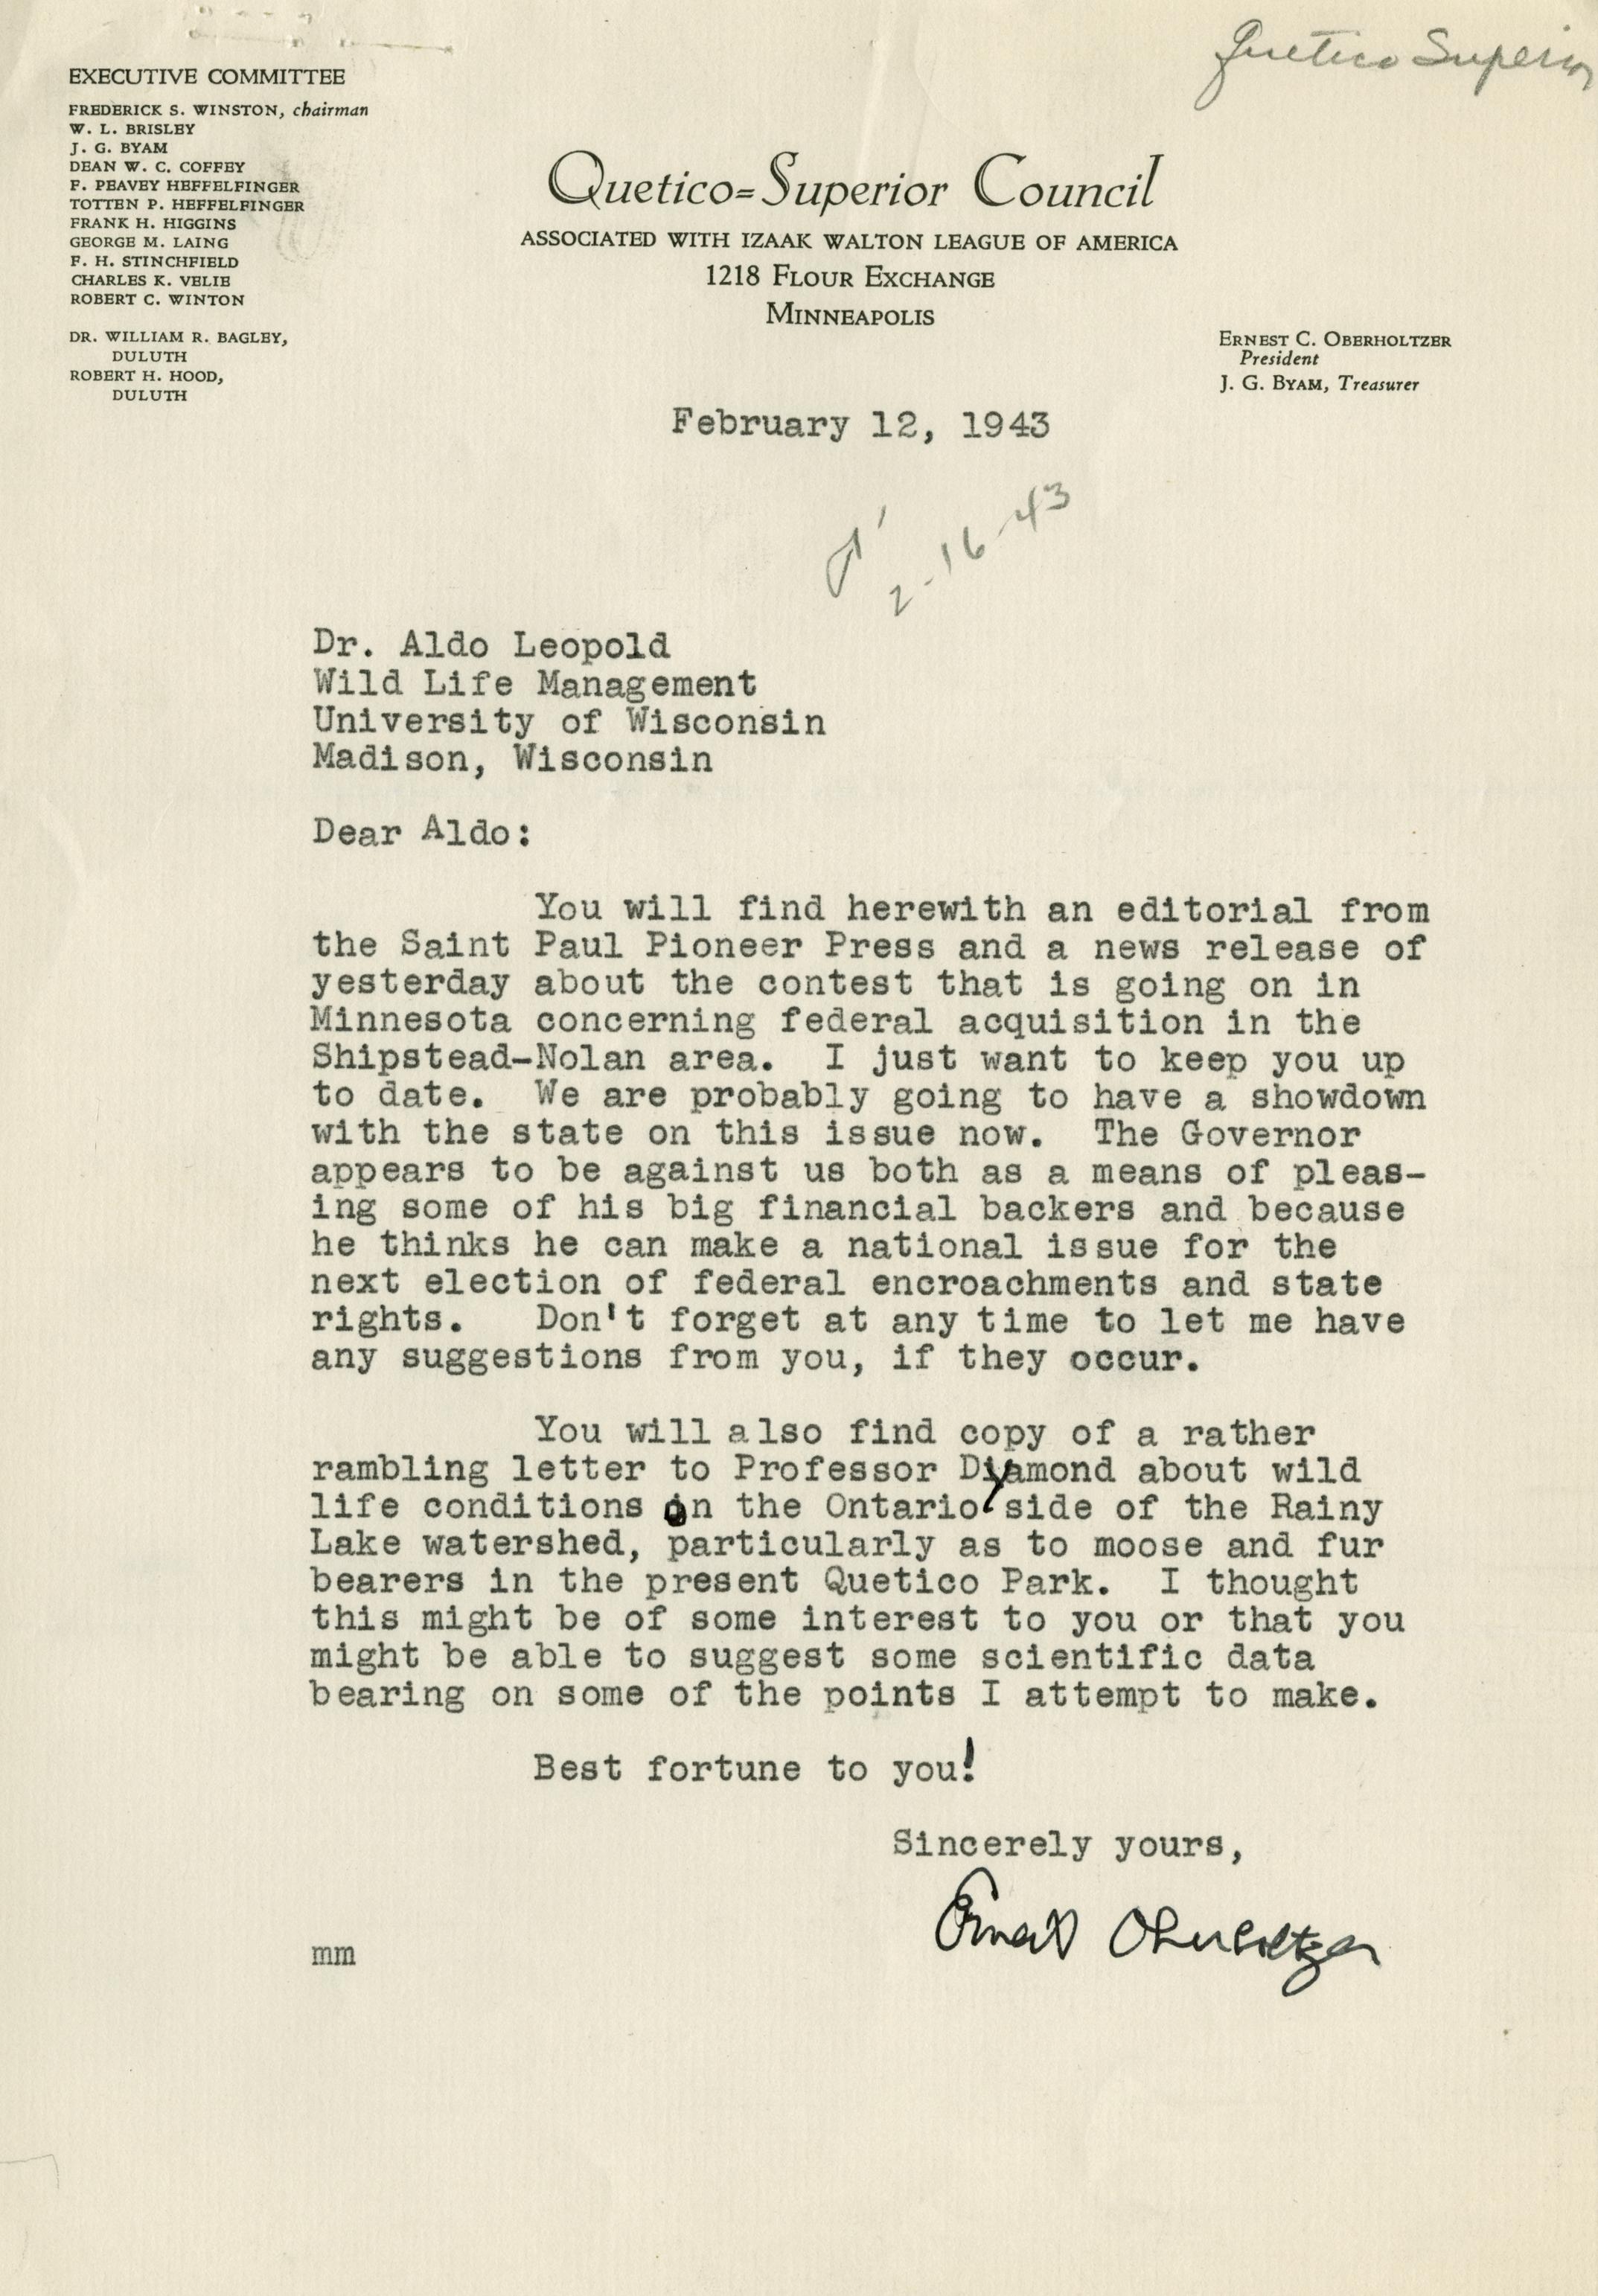 Quetico Superior
EXECUTIVE COMMITTEE
FREDERICK S. WINSTON, chairman
W. L. BRISLEY
J. G. BYAM
DEAN W. C. COFFEY
F. PEAVEY HEFFELFINGER
TOTTEN P. HEFFELFINGER
FRANK H. HIGGINS
GEORGE M. LAING
F. H. STINCHFIELD
CHARLES K. VELIE
ROBERT C. WINTON
DR. WILLIAM R. BAGLEY,
DULUTH
ROBERT H. HOOD,
DULUTH
Quetico=Superior Council
ASSOCIATED WITH IZAAK WALTON LEAGUE OF AMERICA
1218 FLOUR EXCHANGE
MINNEAPOLIS
ERNEST C. OBERHOLTZER
President
J. G. BYAM, Treasurer
February 12, 1943
2-16-43
Dr. Aldo Leopold
Wild Life Management
University of Wisconsin
Madison, Wisconsin
Dear Aldo:
You will find herewith an editorial from
the Saint Paul Pioneer Press and a news release of
yesterday about the contest that is going on in
Minnesota concerning federal acquisition in the
Shipstead-Nolan area. I just want to keep you up
to date. We are probably going to have a showdown
with the state on this issue now. The Governor
appears to be against us both as a means of pleas-
ing some of his big financial backers and because
he thinks he can make a national issue for the
next election of federal encroachments and state
rights. Don't forget at any time to let me have
any suggestions from you, if they occur.
You will also find copy of a rather
rambling letter to Professor Dymond about wild
life conditions on the Ontario side of the Rainy
Lake watershed, particularly as to moose and fur
bearers in the present Quetico Park. I thought
this might be of some interest to you or that you
might be able to suggest some scientific data
bearing on some of the points I attempt to make.
Best fortune to you!
Sincerely yours,
Ernest Oberholtzer
mm